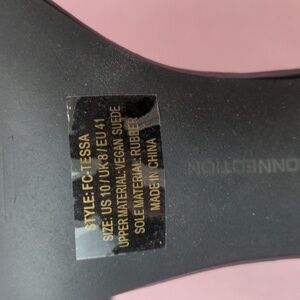 STYLE: FC-TESSA
SIZE: US 10 / UK 8 / EU 41
UPPER MATERIAL: VEGAN SUEDE
SOLE MATERIAL: RUBBER
MADE IN CHINA
CONNECTION